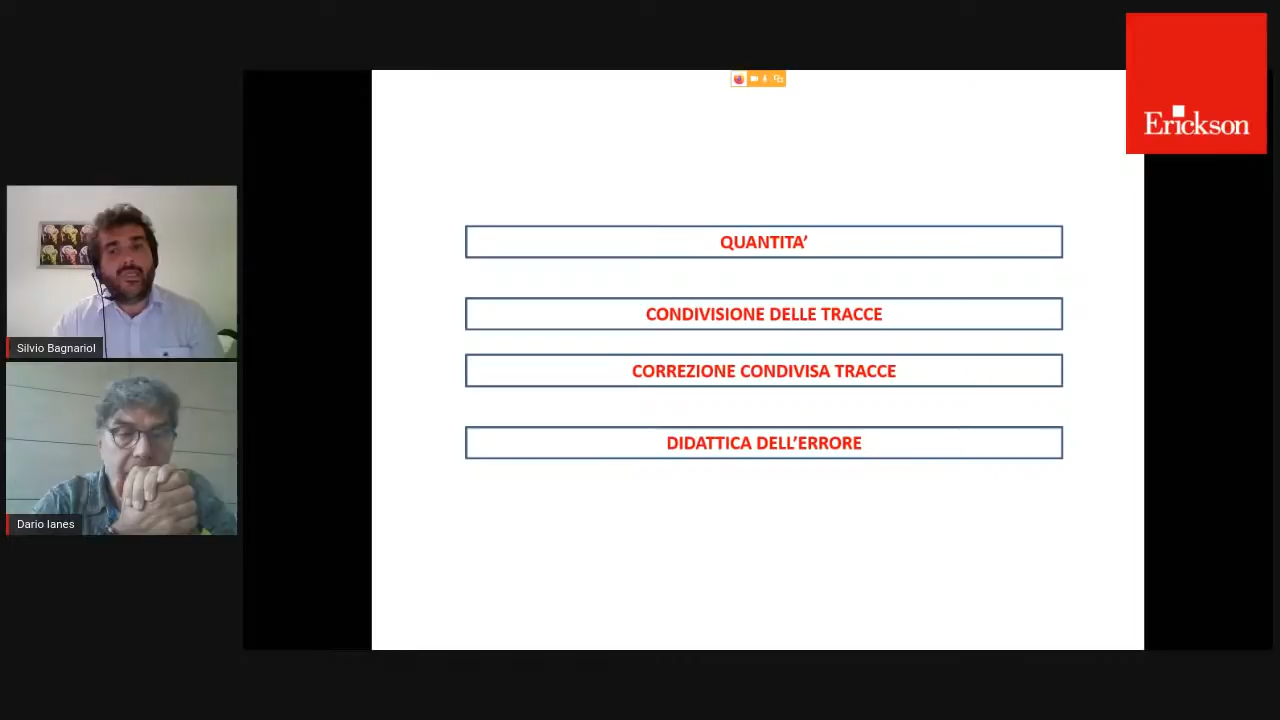 Erickson
QUANTITA’
CONDIVISIONE DELLE TRACCE
CORREZIONE CONDIVISA TRACCE
DIDATTICA DELL’ERRORE
Silvio Bagnariol
Dario Ianes